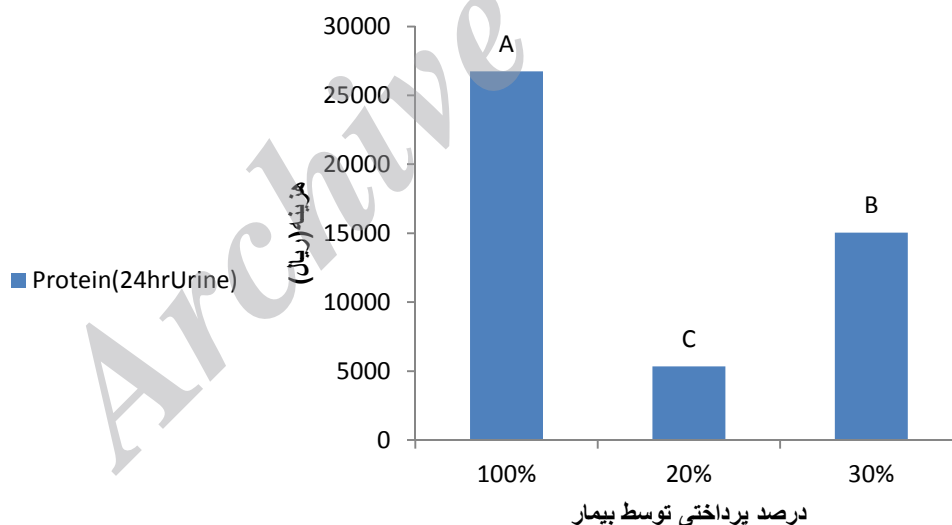 30000
25000
20000
15000
10000
5000
0
هزینه(ریال)
A
C
B
100%
20%
30%
درصد پرداختی توسط بیمار
Protein(24hrUrine)
Archive